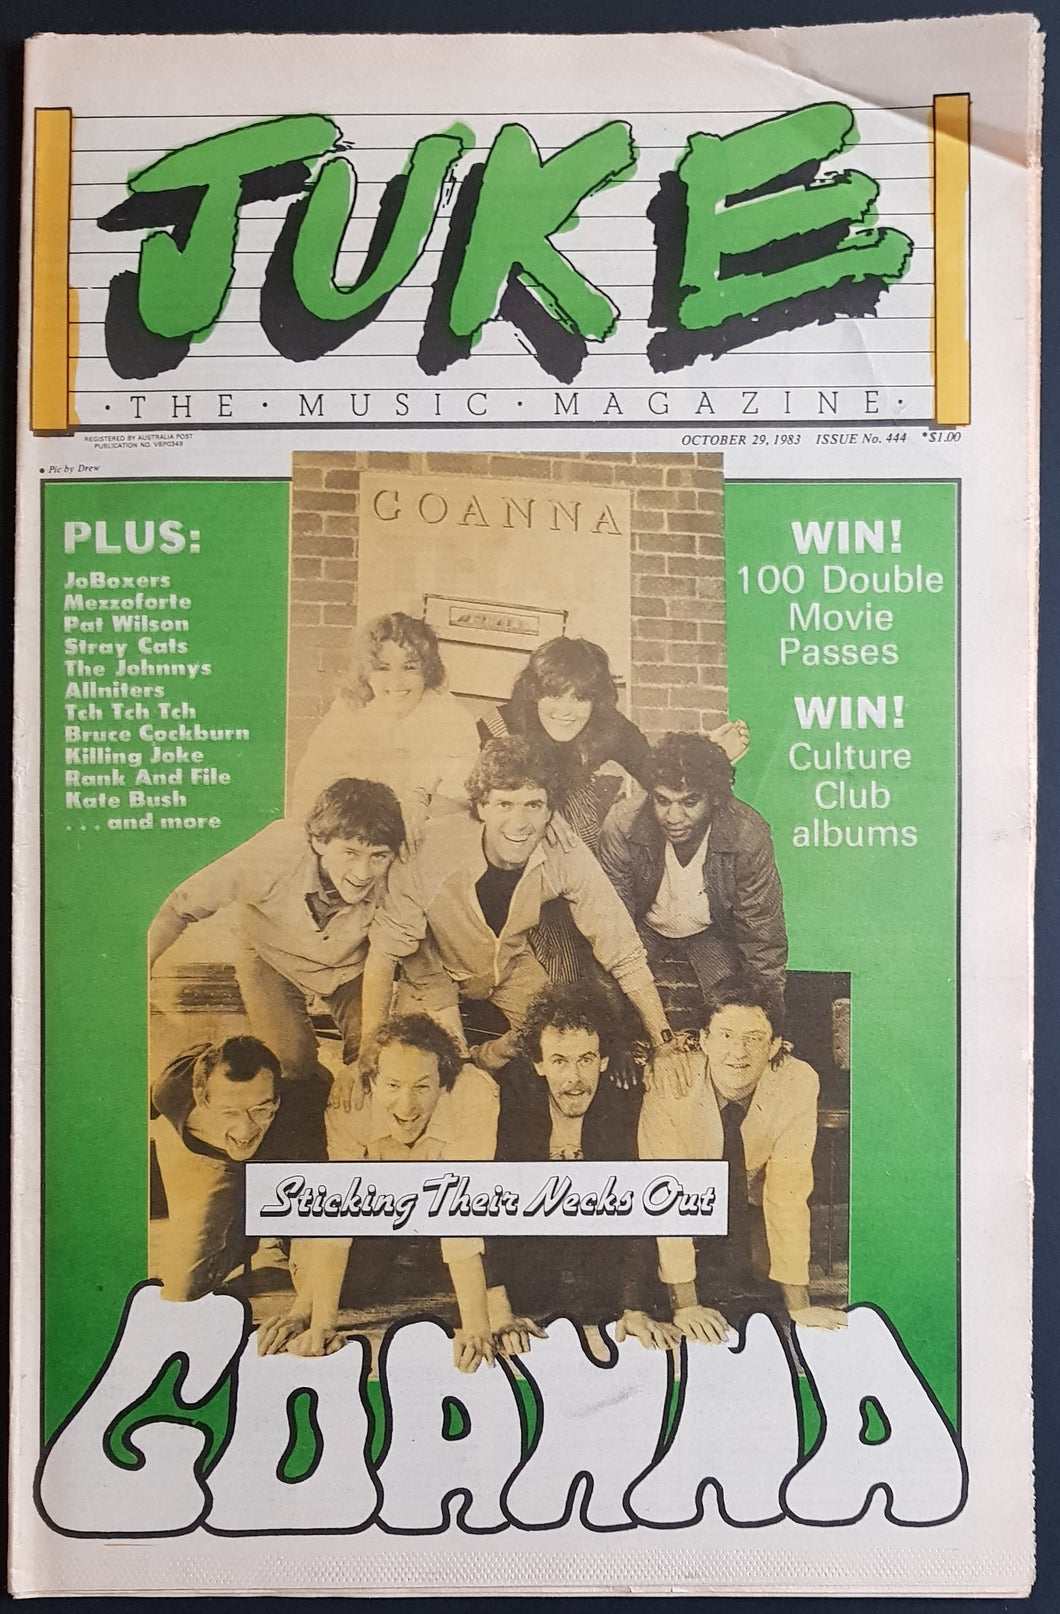 JUKE
· THE · MUSIC · MAGAZINE ·
REGISTERED BY AUSTRALIA POST
PUBLICATION NO. VBP0349
OCTOBER 29, 1983 ISSUE No. 444 *$1.00
● Pic by Drew
GOANNA
PLUS:
JoBoxers
Mezzoforte
Pat Wilson
Stray Cats
The Johnnys
Allniters
Tch Tch Tch
Bruce Cockburn
Killing Joke
Rank And File
Kate Bush
. . . and more
WIN!
100 Double
Movie
Passes
WIN!
Culture
Club
albums
Sticking Their Necks Out
GOANNA